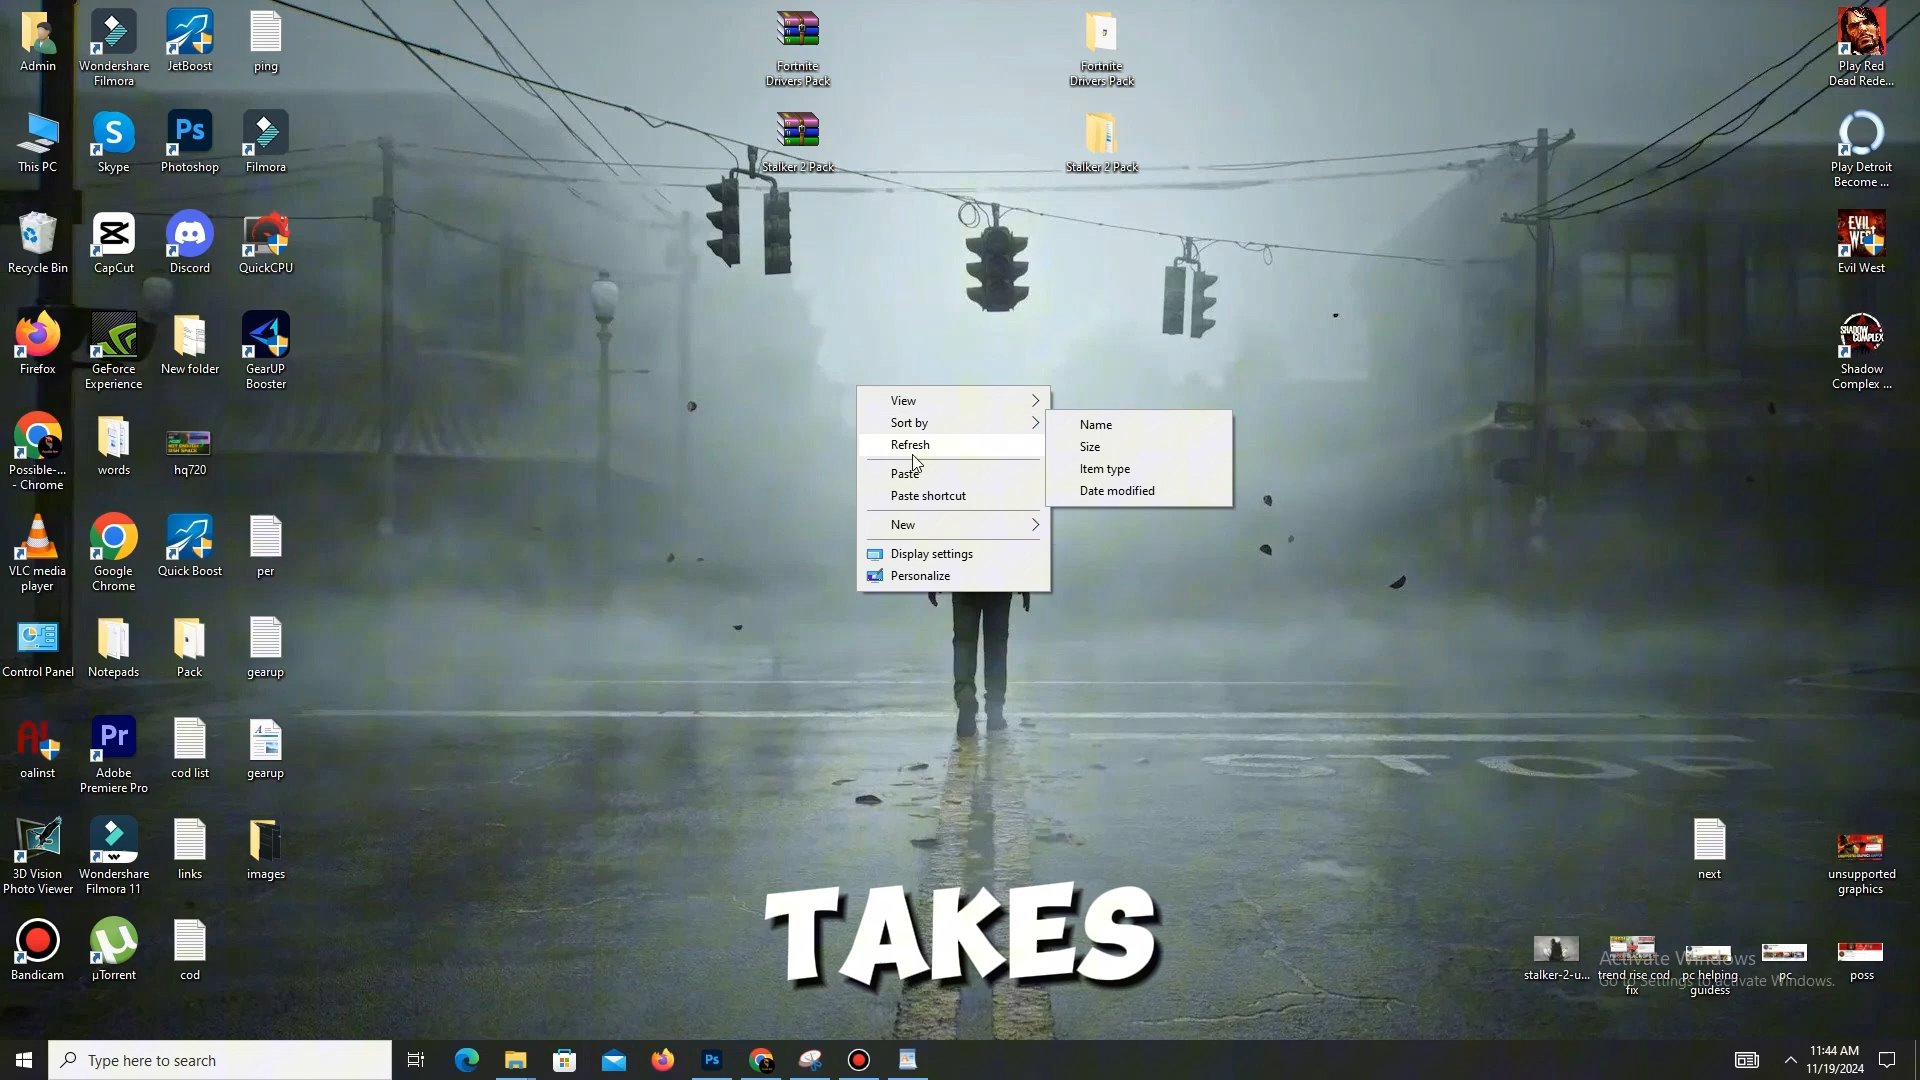 Admin
Wondershare
Filmora
JetBoost
ping
This PC
Skype
Photoshop
Filmora
Recycle Bin
CapCut
Discord
QuickCPU
Firefox
GeForce
Experience
New folder
GearUP
Booster
Possible-...
- Chrome
words
hq720
VLC media
player
Google
Chrome
Quick Boost
per
Control Panel
Notepads
Pack
gearup
oalinst
Adobe
Premiere Pro
cod list
gearup
3D Vision
Photo Viewer
Wondershare
Filmora 11
links
images
Bandicam
µTorrent
cod
Fortnite
Drivers Pack
Fortnite
Drivers Pack
Stalker 2 Pack
Stalker 2 Pack
Play Red
Dead Rede...
Play Detroit
Become ...
Evil West
Shadow
Complex ...
View
Sort by
Refresh
Paste
Paste shortcut
New
Display settings
Personalize
Name
Size
Item type
Date modified
STOP
TAKES
next
unsupported
graphics
stalker-2-u...
trend rise cod
fix
pc helping
guidess
pc
poss
Activate Windows
Go to Settings to activate Windows.
Type here to search
11:44 AM
11/19/2024